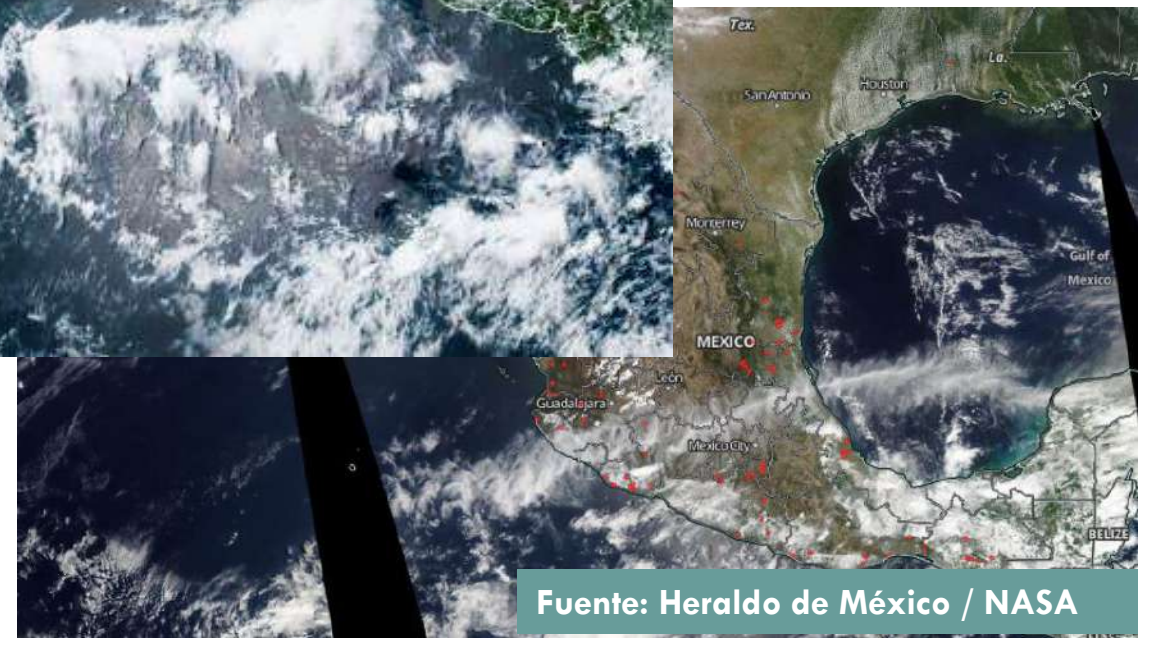 Tex.
La.
Houston
San Antonio
Monterrey
Gulf of
Mexico
MEXICO
León
Guadalajara
Mexico City
BELIZE
Fuente: Heraldo de México / NASA